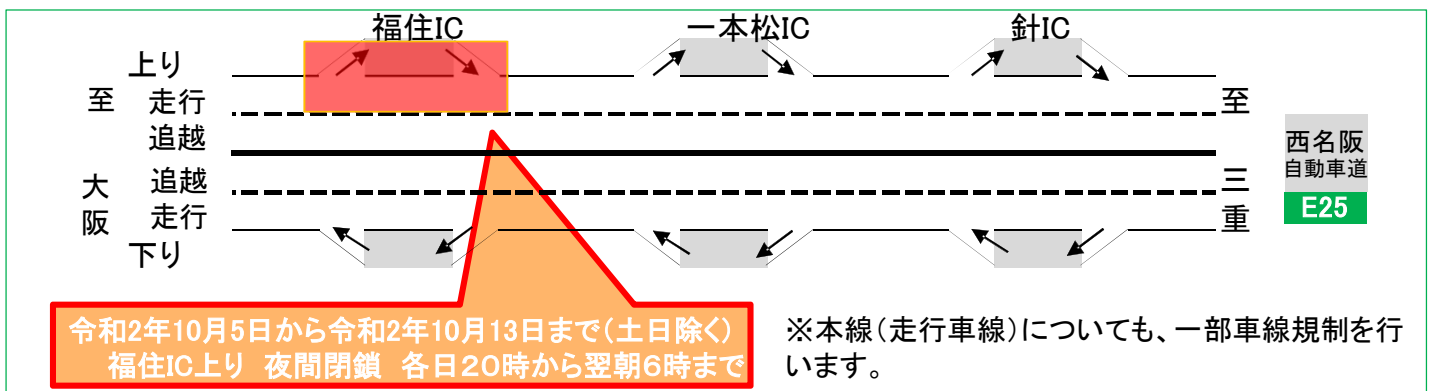 福住IC
一本松IC
針IC
上り
走行
追越
追越
走行
下り
至
大
阪
至
三
重
西名阪
自動車道
E25
令和2年10月5日から令和2年10月13日まで(土日除く)
福住IC上り 夜間閉鎖 各日20時から翌朝6時まで
※本線(走行車線)についても、一部車線規制を行
います。